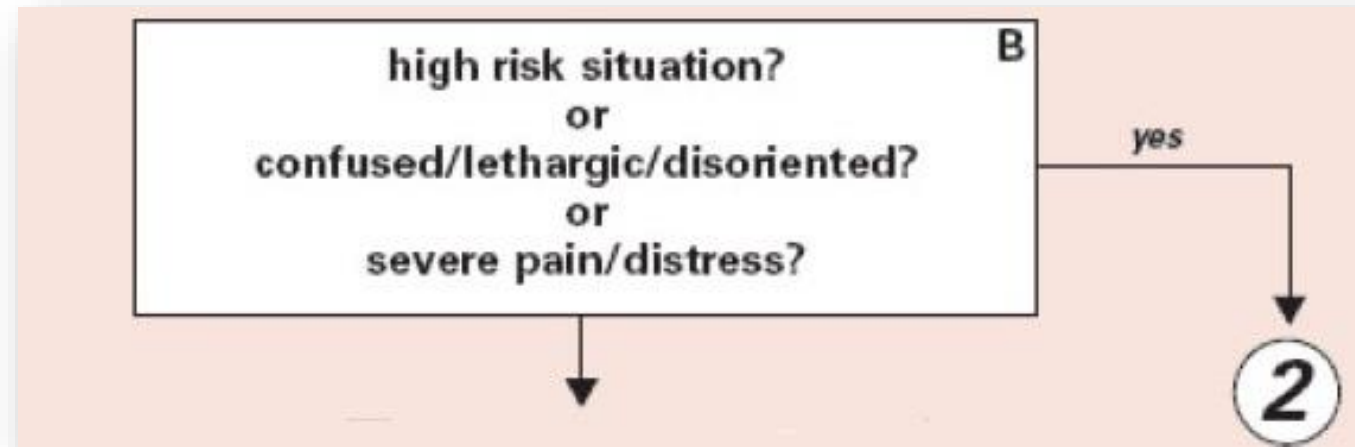 B
high risk situation?
or
confused/lethargic/disoriented?
or
severe pain/distress?
yes
2